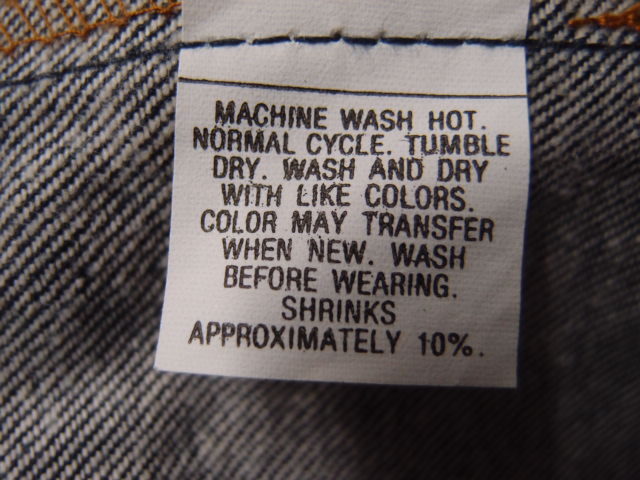 MACHINE WASH HOT.
NORMAL CYCLE. TUMBLE
DRY. WASH AND DRY
WITH LIKE COLORS.
COLOR MAY TRANSFER
WHEN NEW. WASH
BEFORE WEARING.
SHRINKS
APPROXIMATELY 10%.